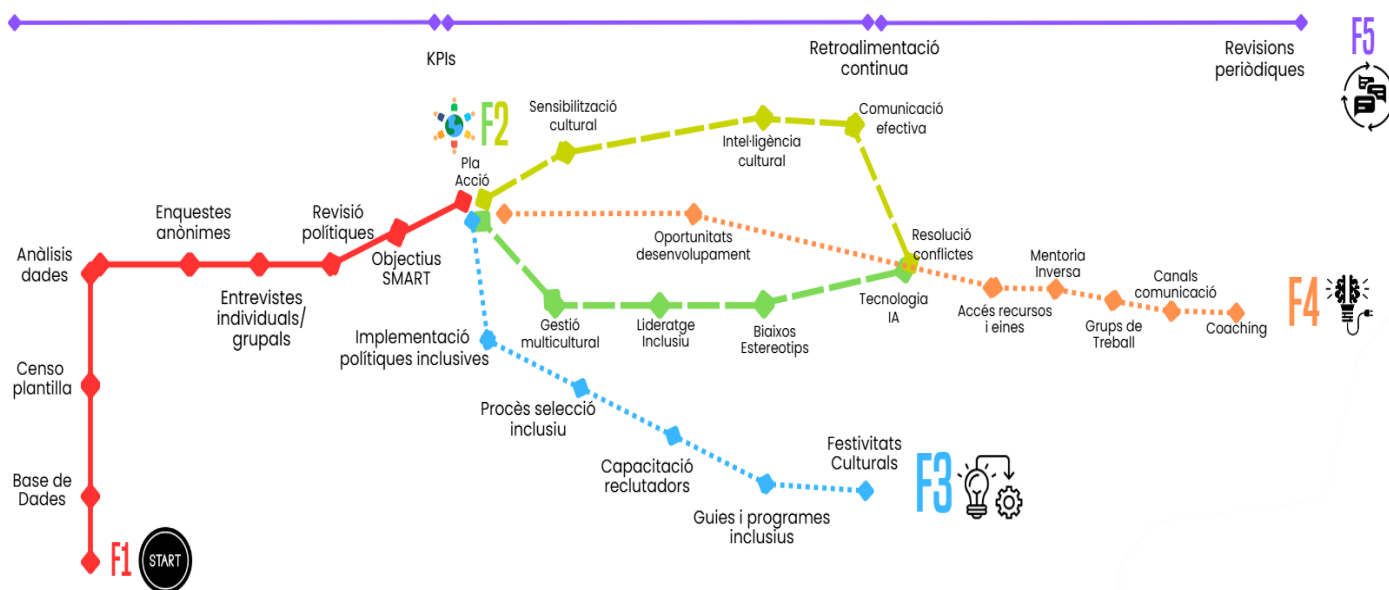 KPIs
Retroalimentació
continua
Revisions
periòdiques
F5
F2
Sensibilització
cultural
Intel·ligència
cultural
Comunicació
efectiva
Pla
Acció
Enquestes
anònimes
Revisió
polítiques
Objectius
SMART
Anàlisis
dades
Entrevistes
individuals/
grupals
Censo
plantilla
Base de
Dades
F1
START
Oportunitats
desenvolupament
Resolució
conflictes
Gestió
multicultural
Lideratge
Inclusiu
Biaixos
Estereotips
Tecnologia
IA
Accés recursos
i eines
Mentoria
Inversa
Grups de
Treball
Canals
comunicació
Coaching
F4
Implementació
polítiques inclusives
Procès selecció
inclusiu
Capacitació
reclutadors
Guies i programes
inclusius
Festivitats
Culturals
F3